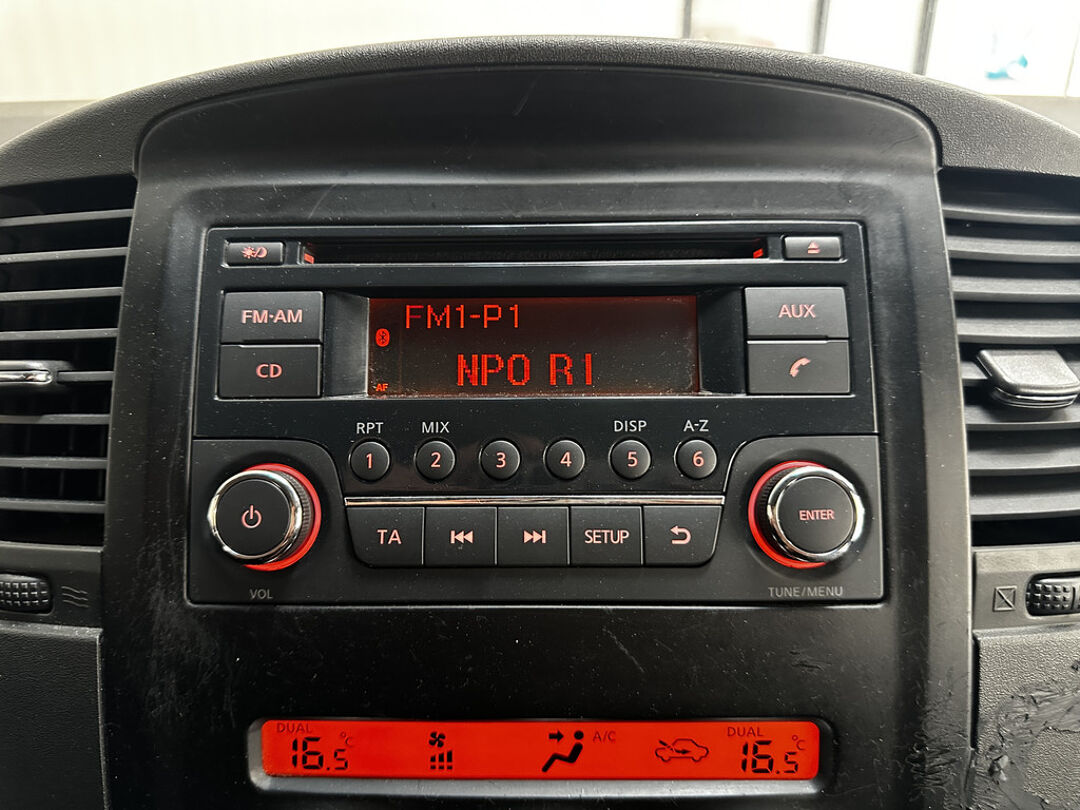 FM·AM
CD
FM1-P1
AF
NPO R1
AUX
RPT
MIX
DISP
A-Z
1
2
3
4
5
6
TA
SETUP
ENTER
VOL
TUNE/MENU
DUAL
16.5°C
A/C
DUAL
16.5°C